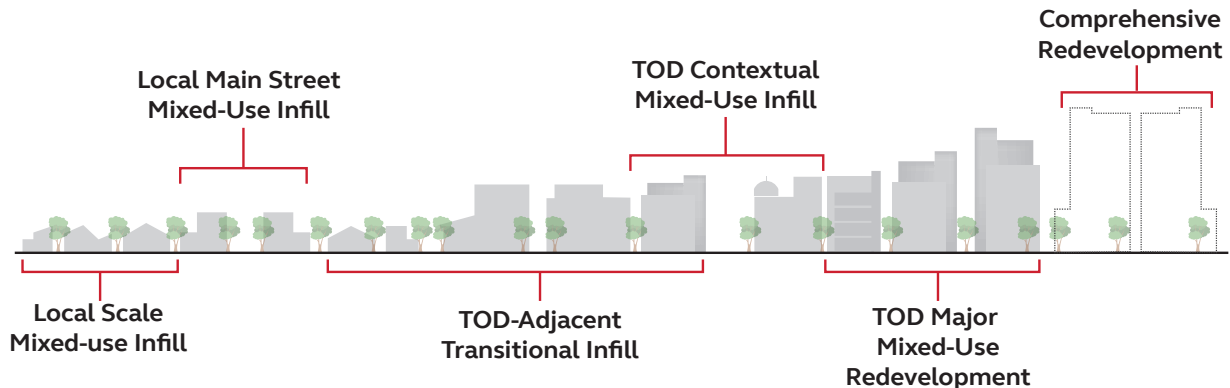 Comprehensive
Redevelopment
Local Main Street
Mixed-Use Infill
TOD Contextual
Mixed-Use Infill
Local Scale
Mixed-use Infill
TOD-Adjacent
Transitional Infill
TOD Major
Mixed-Use
Redevelopment